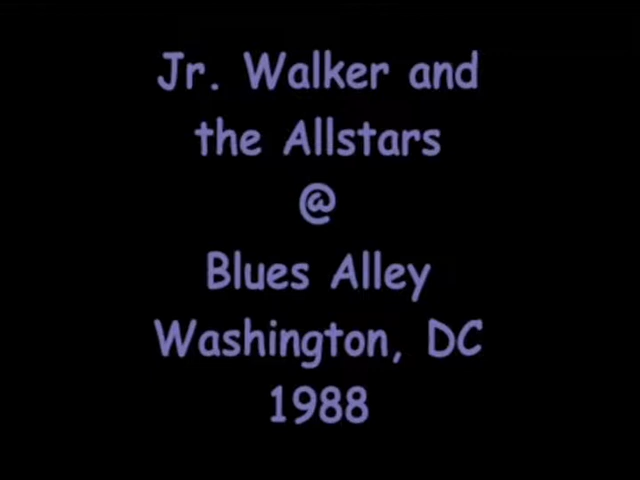 Jr. Walker and
the Allstars
@
Blues Alley
Washington, DC
1988